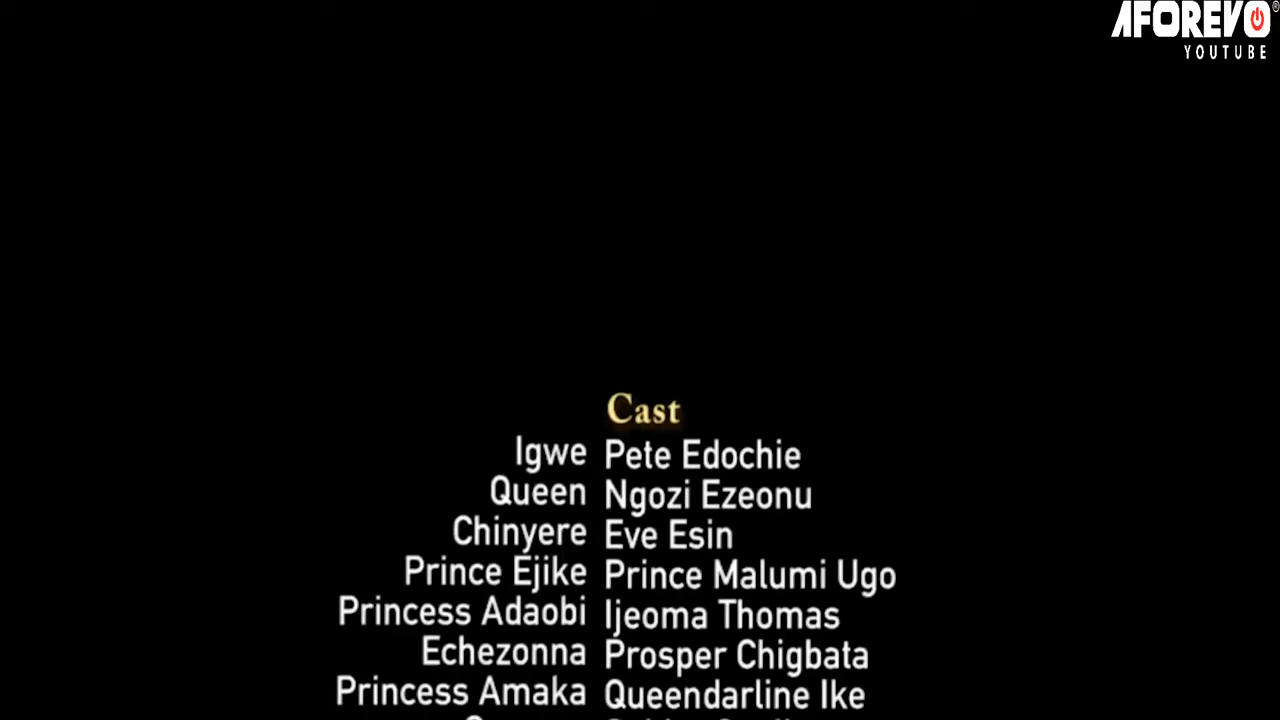 AFOREVO
YOUTUBE
Cast
Igwe Pete Edochie
Queen Ngozi Ezeonu
Chinyere Eve Esin
Prince Ejike Prince Malumi Ugo
Princess Adaobi Ijeoma Thomas
Echezonna Prosper Chigbata
Princess Amaka Queendarline Ike